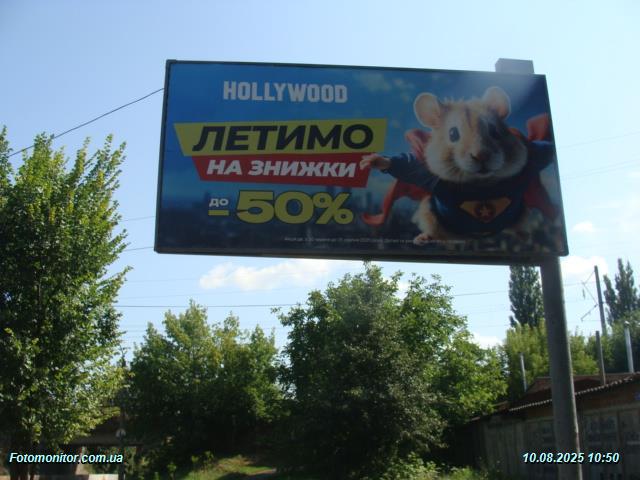 HOLLYWOOD
ЛЕТИМО
НА ЗНИЖКИ
ДО
-50%
Fotomonitor.com.ua
10.08.2025 10:50